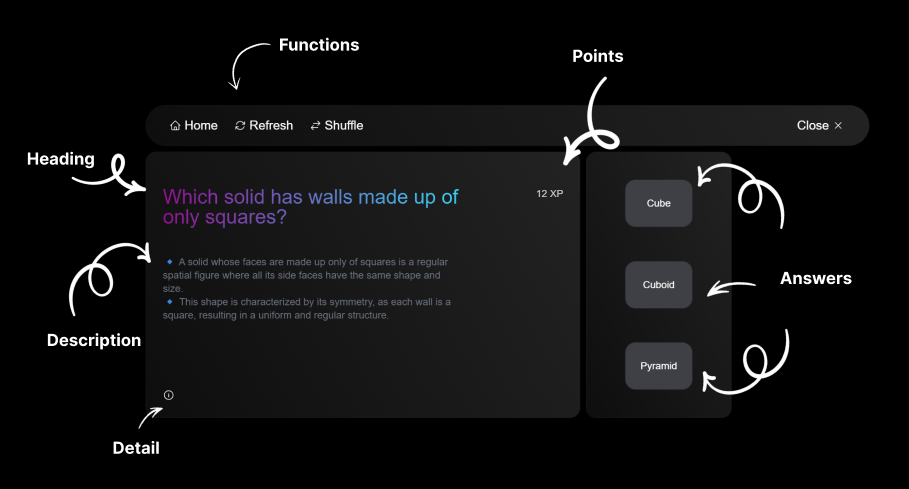 Functions
Points
Home Refresh Shuffle Close
Heading
Which solid has walls made up of
only squares?
12 XP
Cube
A solid whose faces are made up only of squares is a regular
spatial figure where all its side faces have the same shape and
size.
This shape is characterized by its symmetry, as each wall is a
square, resulting in a uniform and regular structure.
Cuboid
Answers
Description
Pyramid
Detail